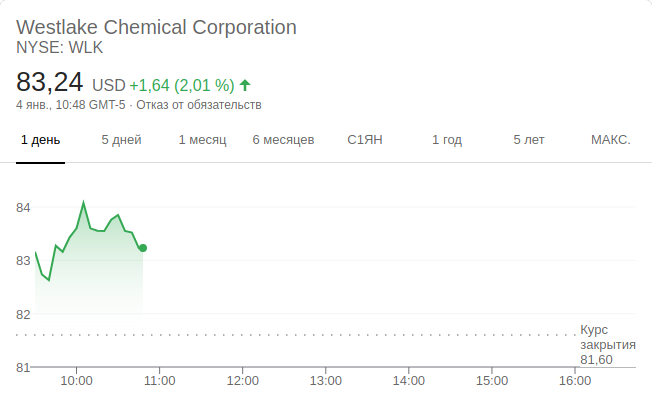 Westlake Chemical Corporation
NYSE: WLK
83,24 USD +1,64 (2,01 %)
4 янв., 10:48 GMT-5 · Отказ от обязательств
1 день 5 дней 1 месяц 6 месяцев С1ЯН 1 год 5 лет МАКС.
84
83
82
Курс
закрытия
81,60
81
10:00 11:00 12:00 13:00 14:00 15:00 16:00